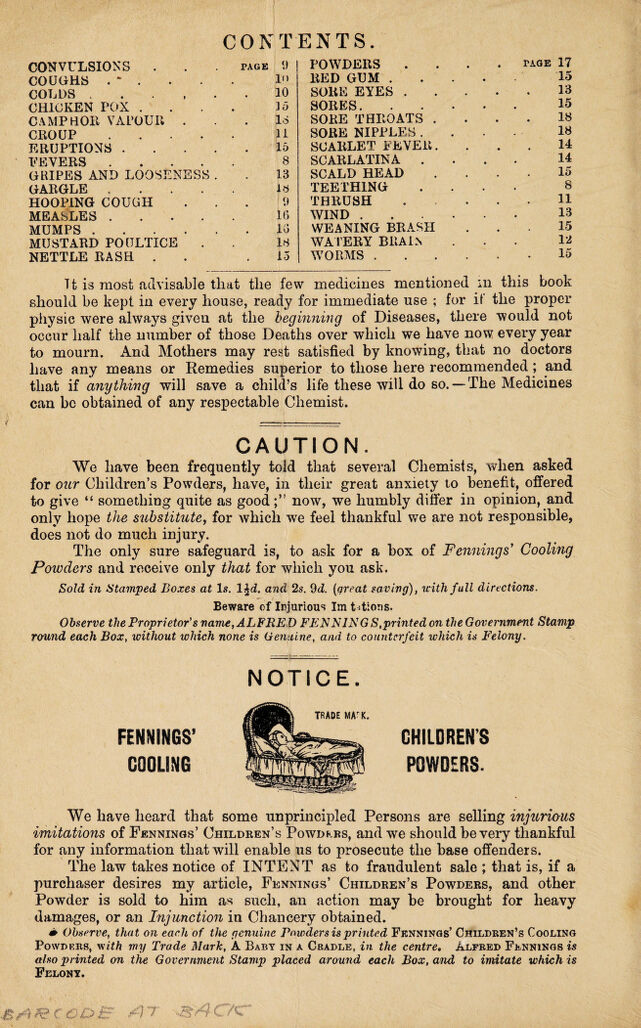 CONTENTS.
CONVULSIONS . . . PAGE 9
COUGHS . . . . . 10
COLDS . . . . . 10
CHICKEN POX . . . . 15
CAMPHOR VAPOUR . . . 18
CROUP . . . . . 11
ERUPTIONS . . . . . 15
FEVERS . . . . . 8
GRIPES AND LOOSENESS . . 13
GARGLE . . . . . 18
HOOPING COUGH . . . 9
MEASLES . . . . . 16
MUMPS . . . . . 16
MUSTARD POULTICE . . 18
NETTLE RASH . . . 15
POWDERS . . . . PAGE 17
RED GUM . . . . . 15
SORE EYES . . . . . 13
SORES. . . . . . 15
SORE THROATS . . . . 18
SORE NIPPLES . . . . 18
SCARLET FEVER. . . . 14
SCARLATINA . . . . 14
SCALD HEAD . . . . 15
TEETHING . . . . 8
THRUSH . . . . . 11
WIND . . . . . . 13
WEANING BRASH . . . 15
WATERY BRAIN . . . 12
WORMS . . . . . 15
It is most advisable that the few medicines mentioned in this book
should be kept in every house, ready for immediate use ; for if the proper
physic were always given at the beginning of Diseases, there would not
occur half the number of those Deaths over which we have now every year
to mourn. And Mothers may rest satisfied by knowing, that no doctors
have any means or Remedies superior to those here recommended ; and
that if anything will save a child's life these will do so.—The Medicines
can be obtained of any respectable Chemist.
CAUTION.
We have been frequently told that several Chemists, when asked
for our Children's Powders, have, in their great anxiety to benefit, offered
to give “ something quite as good ;” now, we humbly differ in opinion, and
only hope the substitute, for which we feel thankful we are not responsible,
does not do much injury.
The only sure safeguard is, to ask for a box of Fennings' Cooling
Powders and receive only that for which you ask.
Sold in Stamped Boxes at 1s. 1½d. and 2s. 9d. (great saving), with full directions.
Beware of Injurious Imitations.
Observe the Proprietor's name, ALFRED FENNINGS, printed on the Government Stamp
round each Box, without which none is Genuine, and to counterfeit which is Felony.
NOTICE.
TRADE MARK.
FENNINGS' CHILDREN'S
COOLING POWDERS.
We have heard that some unprincipled Persons are selling injurious
imitations of FENNINGS' CHILDREN'S POWDERS, and we should be very thankful
for any information that will enable us to prosecute the base offenders.
The law takes notice of INTENT as to fraudulent sale ; that is, if a
purchaser desires my article, FENNINGS' CHILDREN'S POWDERS, and other
Powder is sold to him as such, an action may be brought for heavy
damages, or an Injunction in Chancery obtained.
Observe, that on each of the genuine Powders is printed FENNINGS' CHILDREN'S COOLING
POWDERS, with my Trade Mark, A BABY IN A CRADLE, in the centre. ALFRED FENNINGS is
also printed on the Government Stamp placed around each Box, and to imitate which is
FELONY.
BARCODE AT BACK